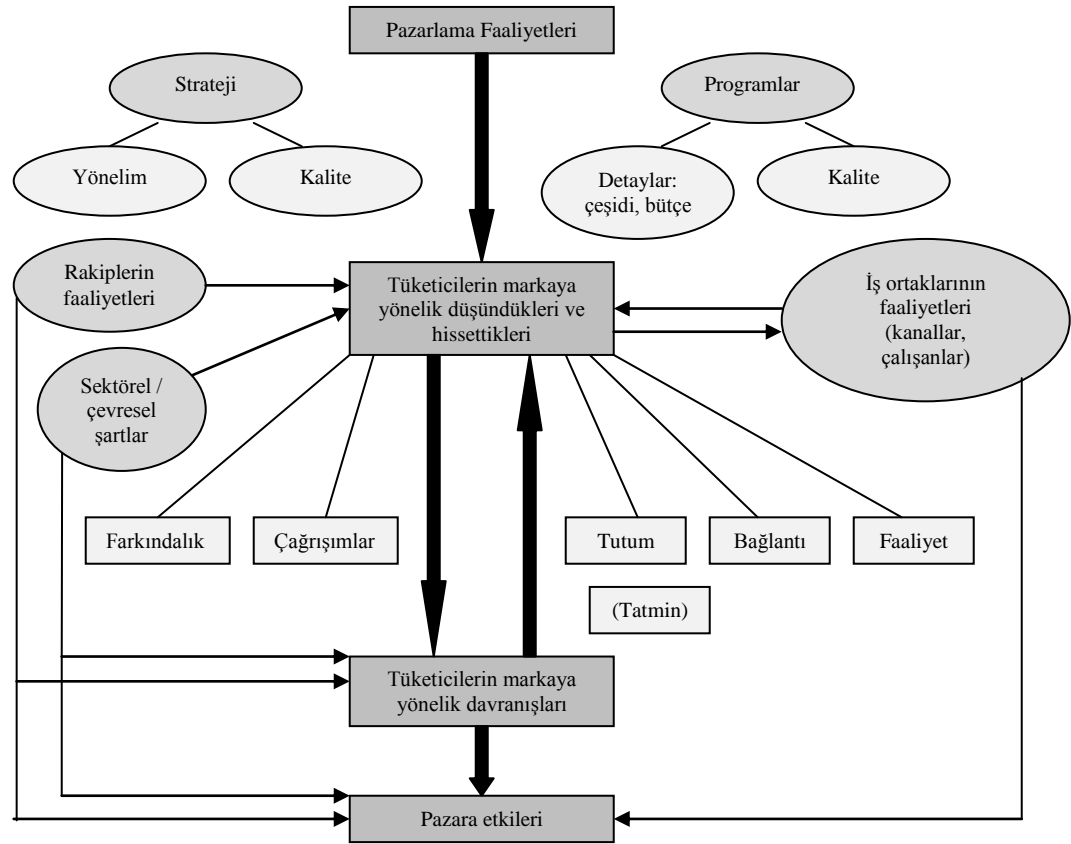 Pazarlama Faaliyetleri
Strateji
Programlar
Yönelim
Kalite
Detaylar:
çeşidi, bütçe
Kalite
Rakiplerin
faaliyetleri
Tüketicilerin markaya
yönelik düşündükleri ve
hissettikleri
İş ortaklarının
faaliyetleri
(kanallar,
çalışanlar)
Sektörel /
çevresel
şartlar
Farkındalık
Çağrışımlar
Tutum
Bağlantı
Faaliyet
(Tatmin)
Tüketicilerin markaya
yönelik davranışları
Pazara etkileri